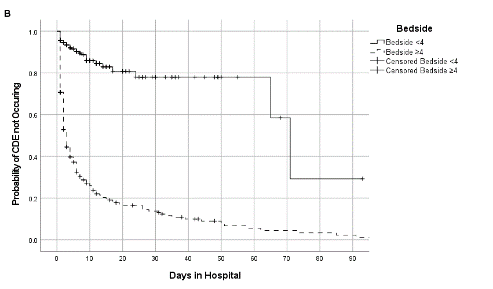 B
Bedside
Bedside <4
Bedside ≥4
Censored Bedside <4
Censored Bedside ≥4
Probability of CDE not Occuring
1.0
0.8
0.6
0.4
0.2
0.0
0 10 20 30 40 50 60 70 80 90
Days in Hospital